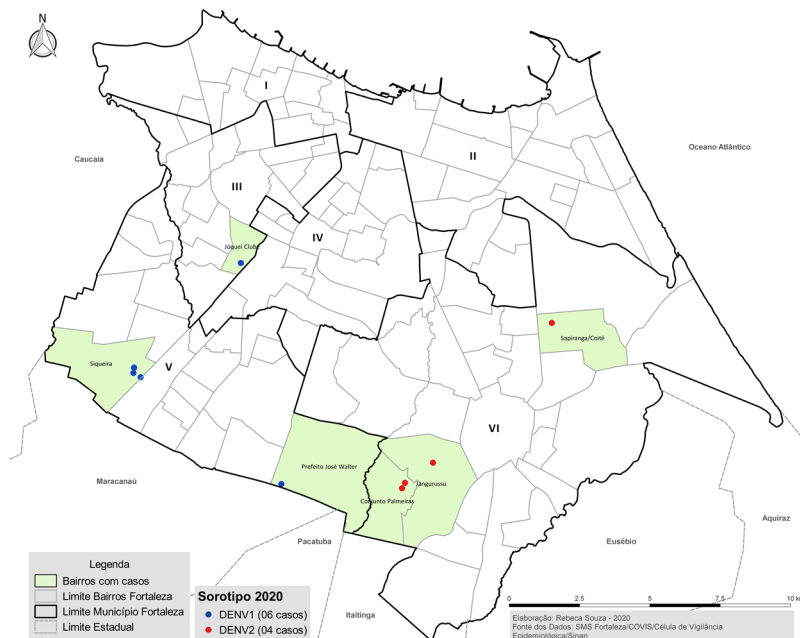 N
I
II
Oceano Atlântico
Caucaia
III
IV
Jóquei Clube
Sapiranga/Coité
Siqueira
V
VI
Prefeito José Walter
Jangurussu
Conjunto Palmeiras
Maracanaú
Aquiraz
Pacatuba
Eusébio
Itaitinga
Legenda
Bairros com casos
Limite Bairros Fortaleza
Limite Município Fortaleza
Limite Estadual
Sorotipo 2020
DENV1 (06 casos)
DENV2 (04 casos)
0 2,5 5 7,5 10 k
Elaboração: Rebeca Souza - 2020
Fonte dos Dados: SMS Fortaleza/COVIS/Célula de Vigilância
Epidemiológica/Sinan